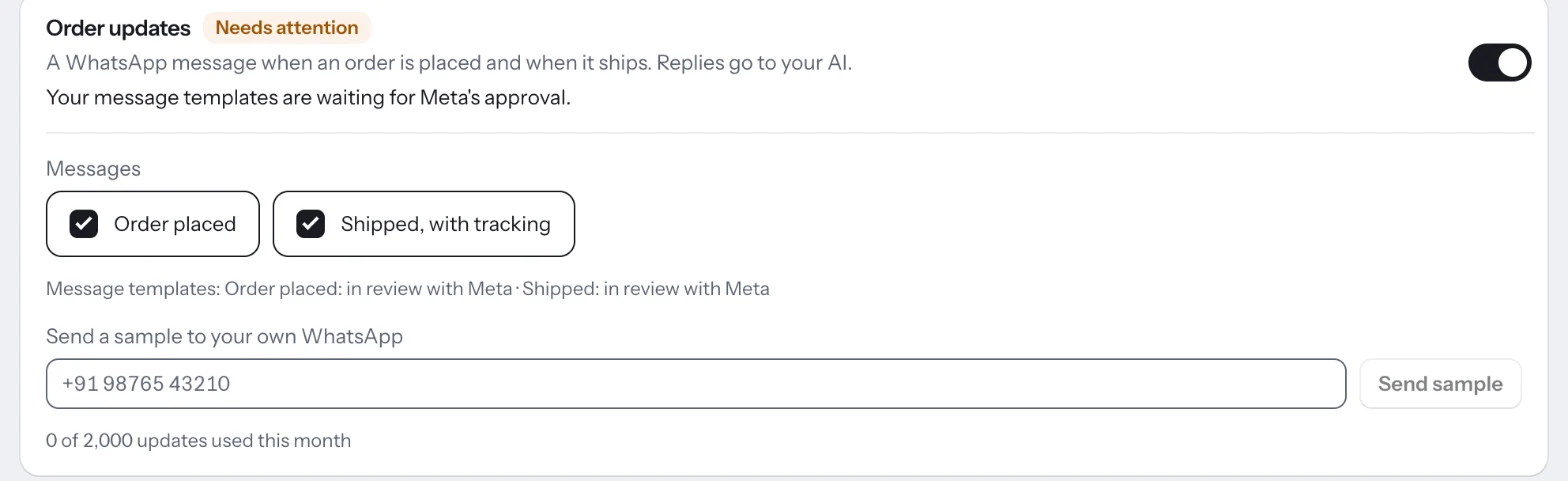 Order updates Needs attention
A WhatsApp message when an order is placed and when it ships. Replies go to your AI.
Your message templates are waiting for Meta's approval.
Messages
Order placed Shipped, with tracking
Message templates: Order placed: in review with Meta · Shipped: in review with Meta
Send a sample to your own WhatsApp
+91 98765 43210 Send sample
0 of 2,000 updates used this month